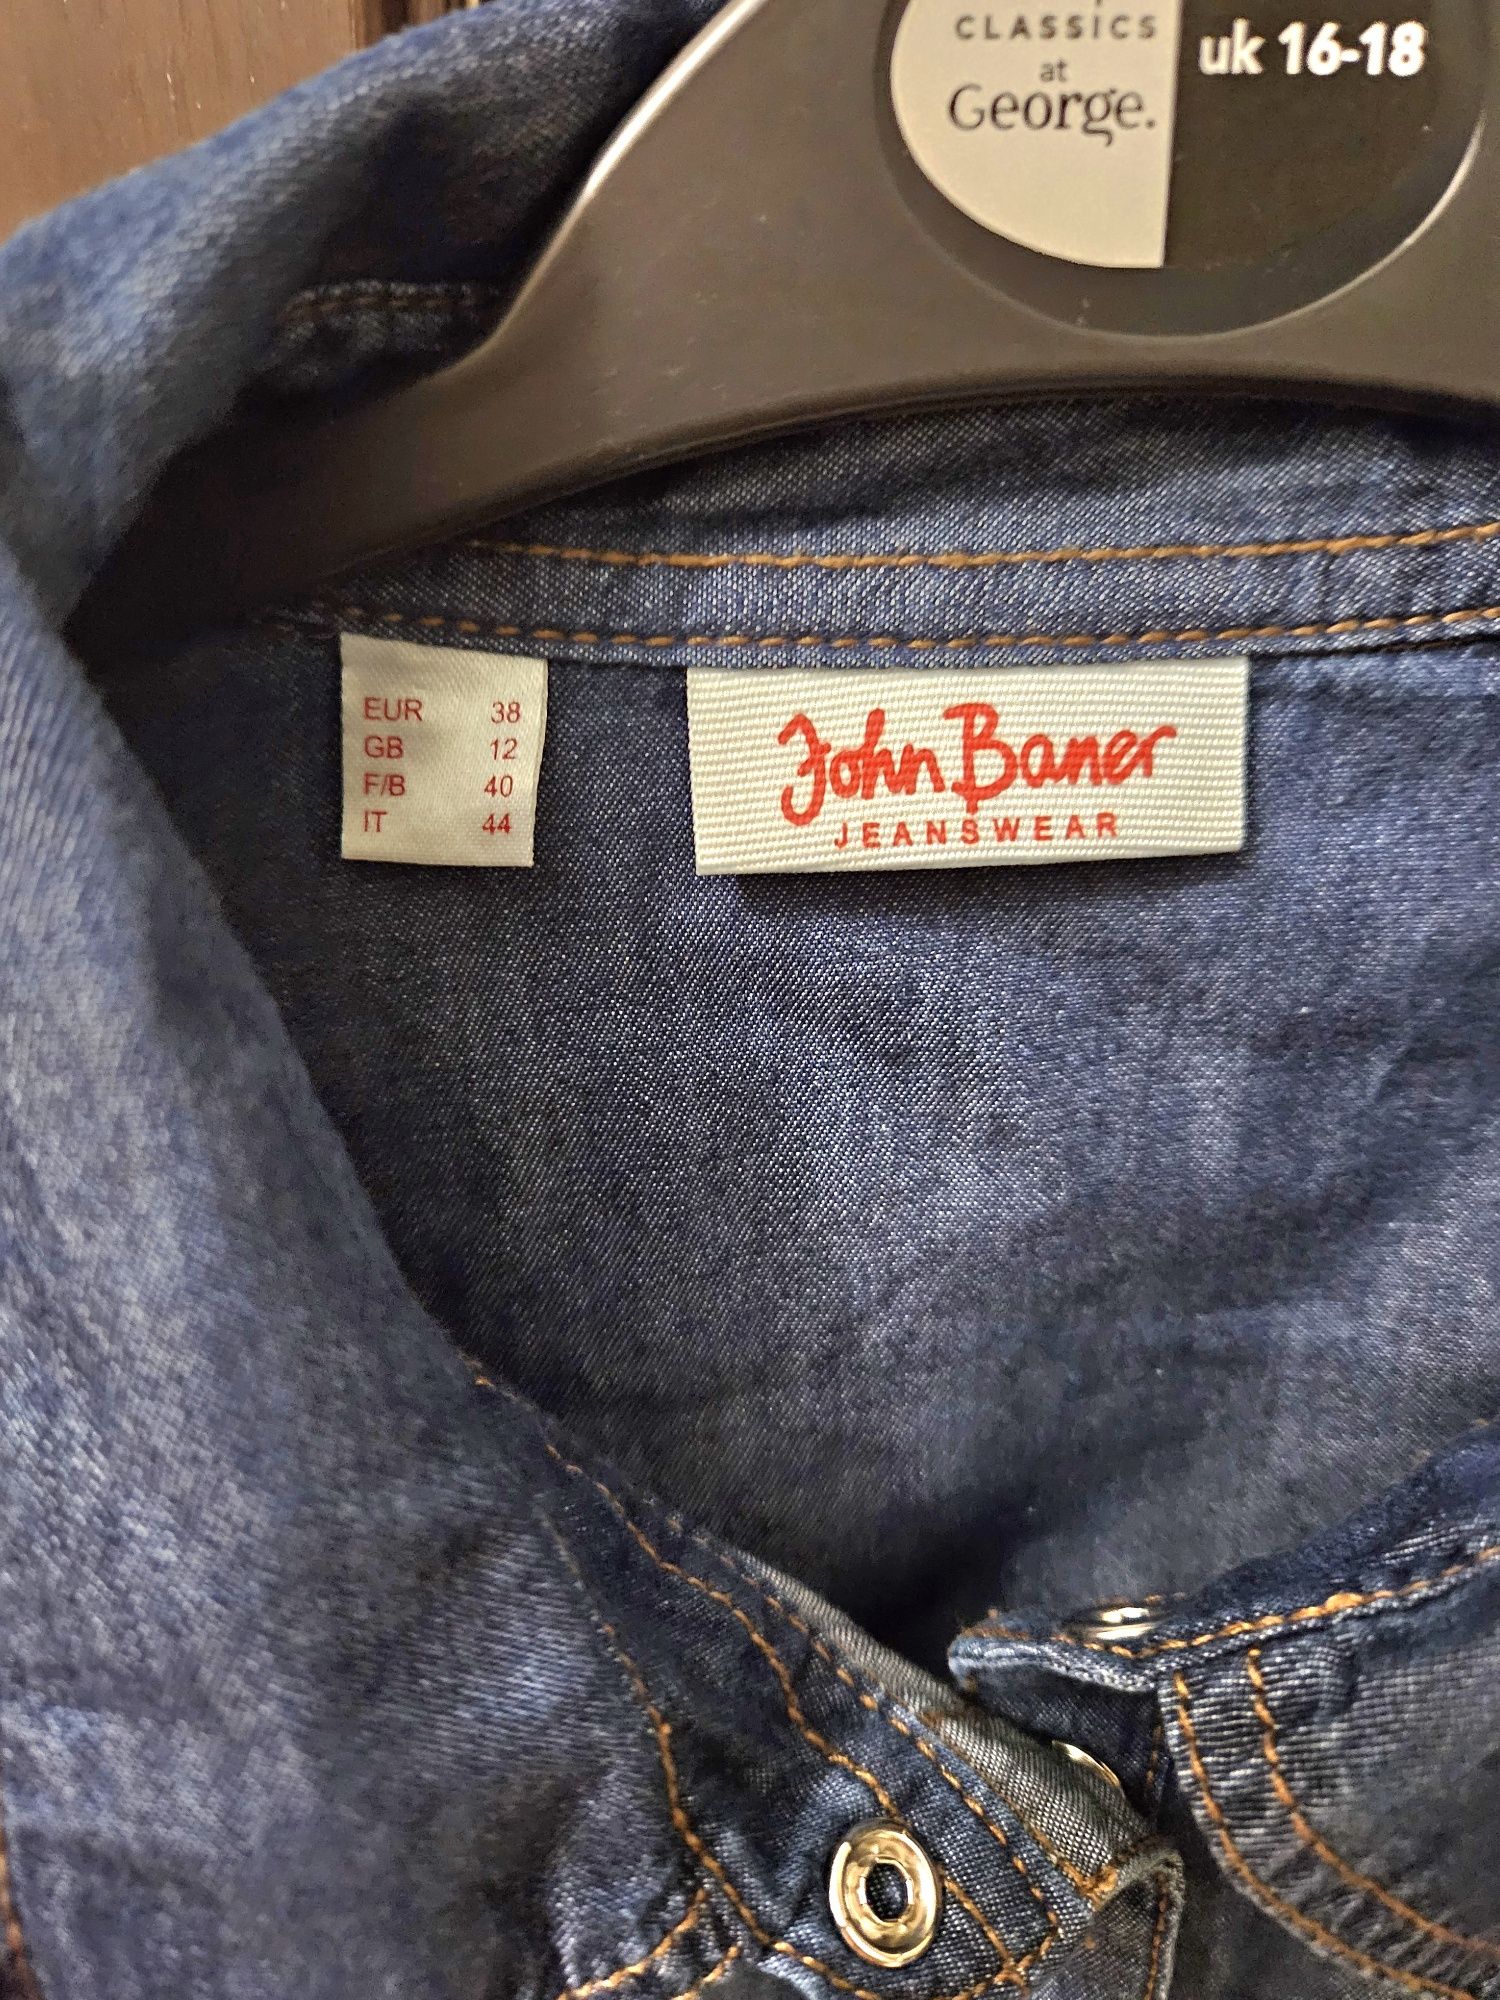 CLASSICS
at
George.
uk 16-18
EUR 38
GB 12
F/B 40
IT 44
John Baner
JEANSWEAR